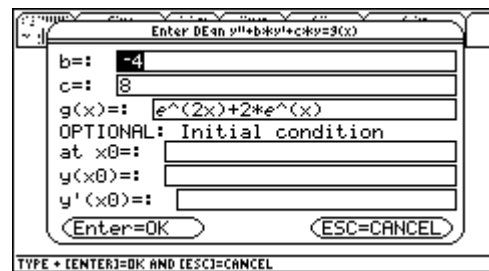 Enter DEqn y''+b*y'+c*y=g(x)
b=: -4
c=: 8
g(x)=: e^(2x)+2*e^(x)
OPTIONAL: Initial condition
at x0=:
y(x0)=:
y'(x0)=:
Enter=OK ESC=CANCEL
TYPE + [ENTER]=OK AND [ESC]=CANCEL